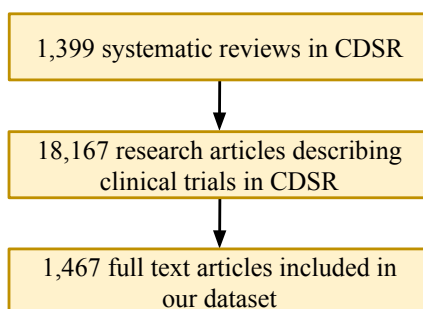 1,399 systematic reviews in CDSR
18,167 research articles describing
clinical trials in CDSR
1,467 full text articles included in
our dataset